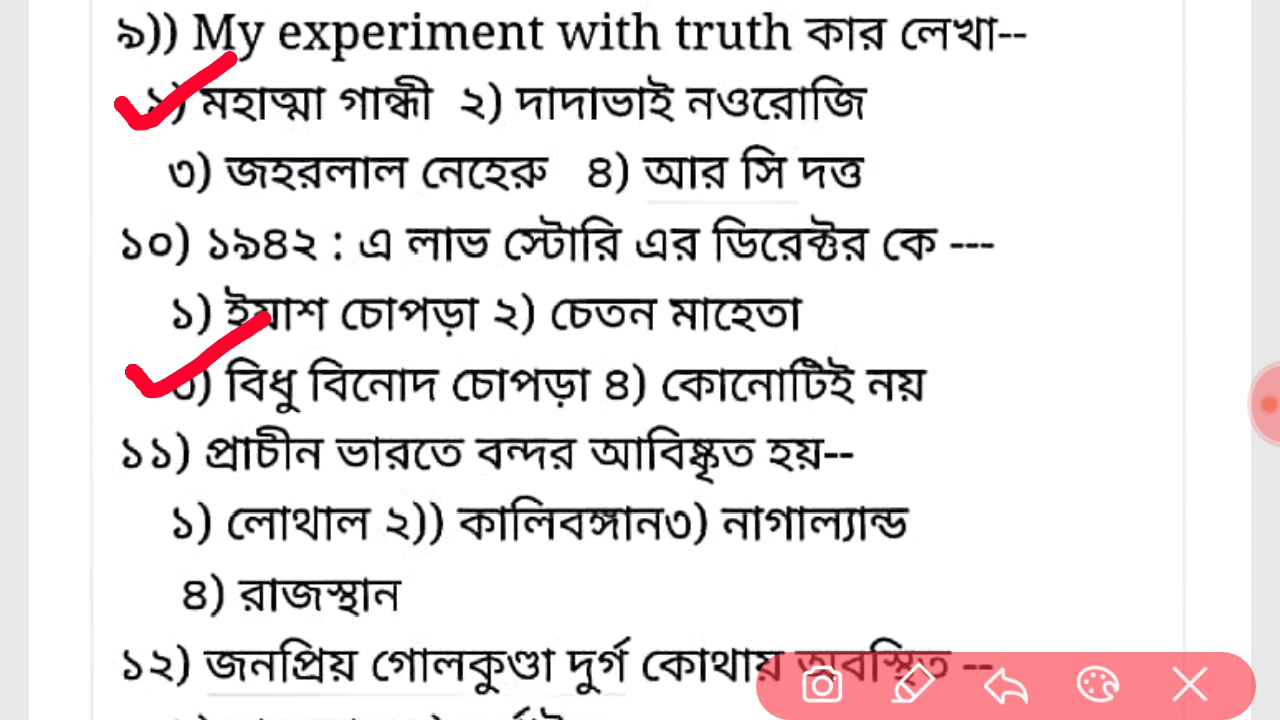 ৯)) My experiment with truth কার লেখা--
১) মহাত্মা গান্ধী ২) দাদাভাই নওরোজি
৩) জহরলাল নেহেরু ৪) আর সি দত্ত
১০) ১৯৪২ : এ লাভ স্টোরি এর ডিরেক্টর কে ---
১) ইয়াশ চোপড়া ২) চেতন মাহেতা
৩) বিধু বিনোদ চোপড়া ৪) কোনোটিই নয়
১১) প্রাচীন ভারতে বন্দর আবিষ্কৃত হয়--
১) লোথাল ২)) কালিবঙ্গান৩) নাগাল্যান্ড
৪) রাজস্থান
১২) জনপ্রিয় গোলকুণ্ডা দুর্গ কোথায় অবস্থিত --